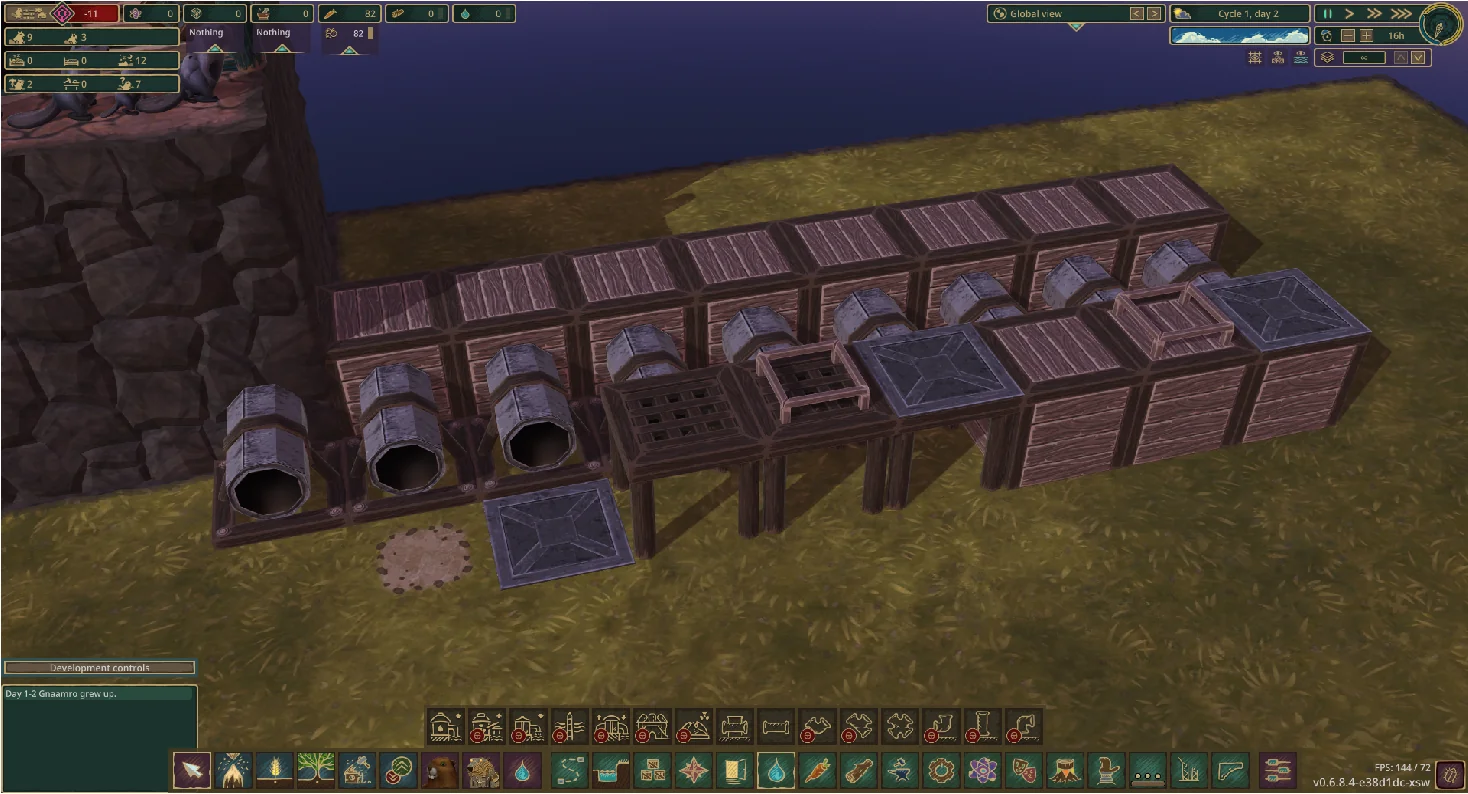 -11
0
0
0
82
0
0
Global view
Cycle 1, day 2
9
3
Nothing
Nothing
82
16h
0
0
12
∞
2
0
7
Development controls
Day 1-2 Gnaamro grew up.
FPS: 144 / 72
v0.6.8.4-e38d1dc-xsw